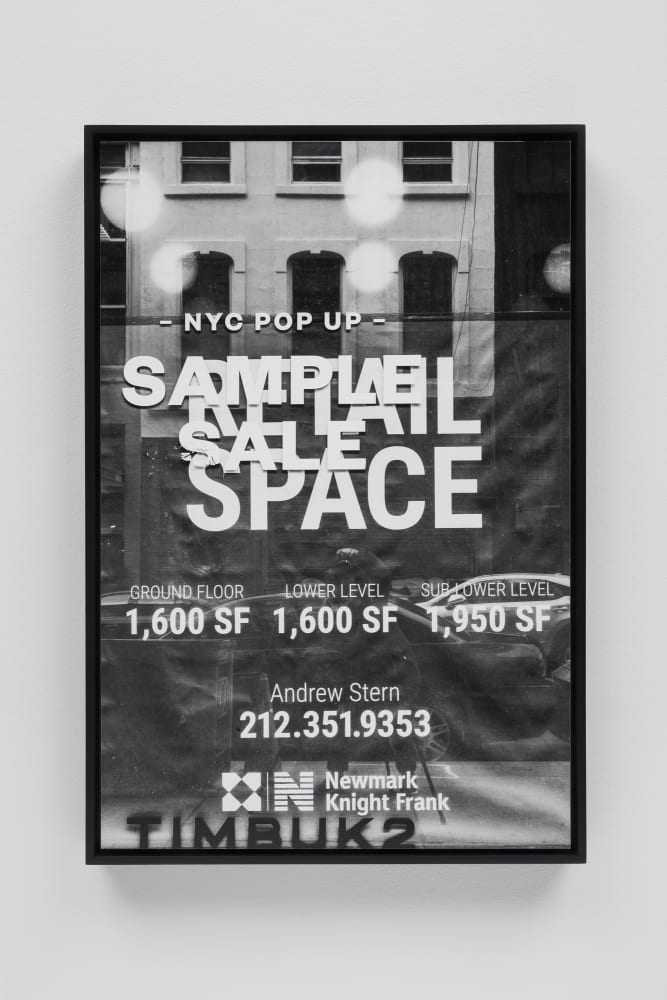 – NYC POP UP –
SAMPLE
RETAIL
SALE
SPACE
GROUND FLOOR LOWER LEVEL SUB LOWER LEVEL
1,600 SF 1,600 SF 1,950 SF
Andrew Stern
212.351.9353
N Newmark
Knight Frank
TIMBUK2